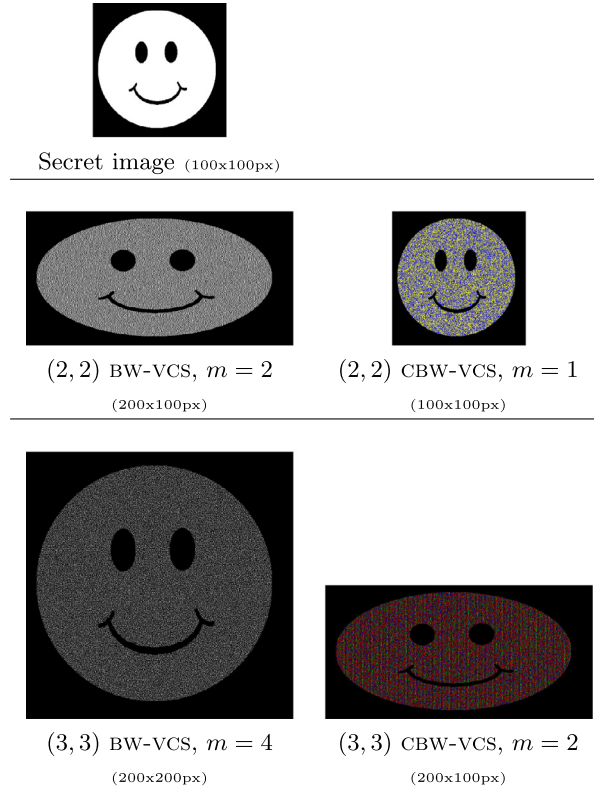 Secret image (100x100px)
(2, 2) BW-VCS, m = 2
(200x100px)
(2, 2) CBW-VCS, m = 1
(100x100px)
(3, 3) BW-VCS, m = 4
(200x200px)
(3, 3) CBW-VCS, m = 2
(200x100px)